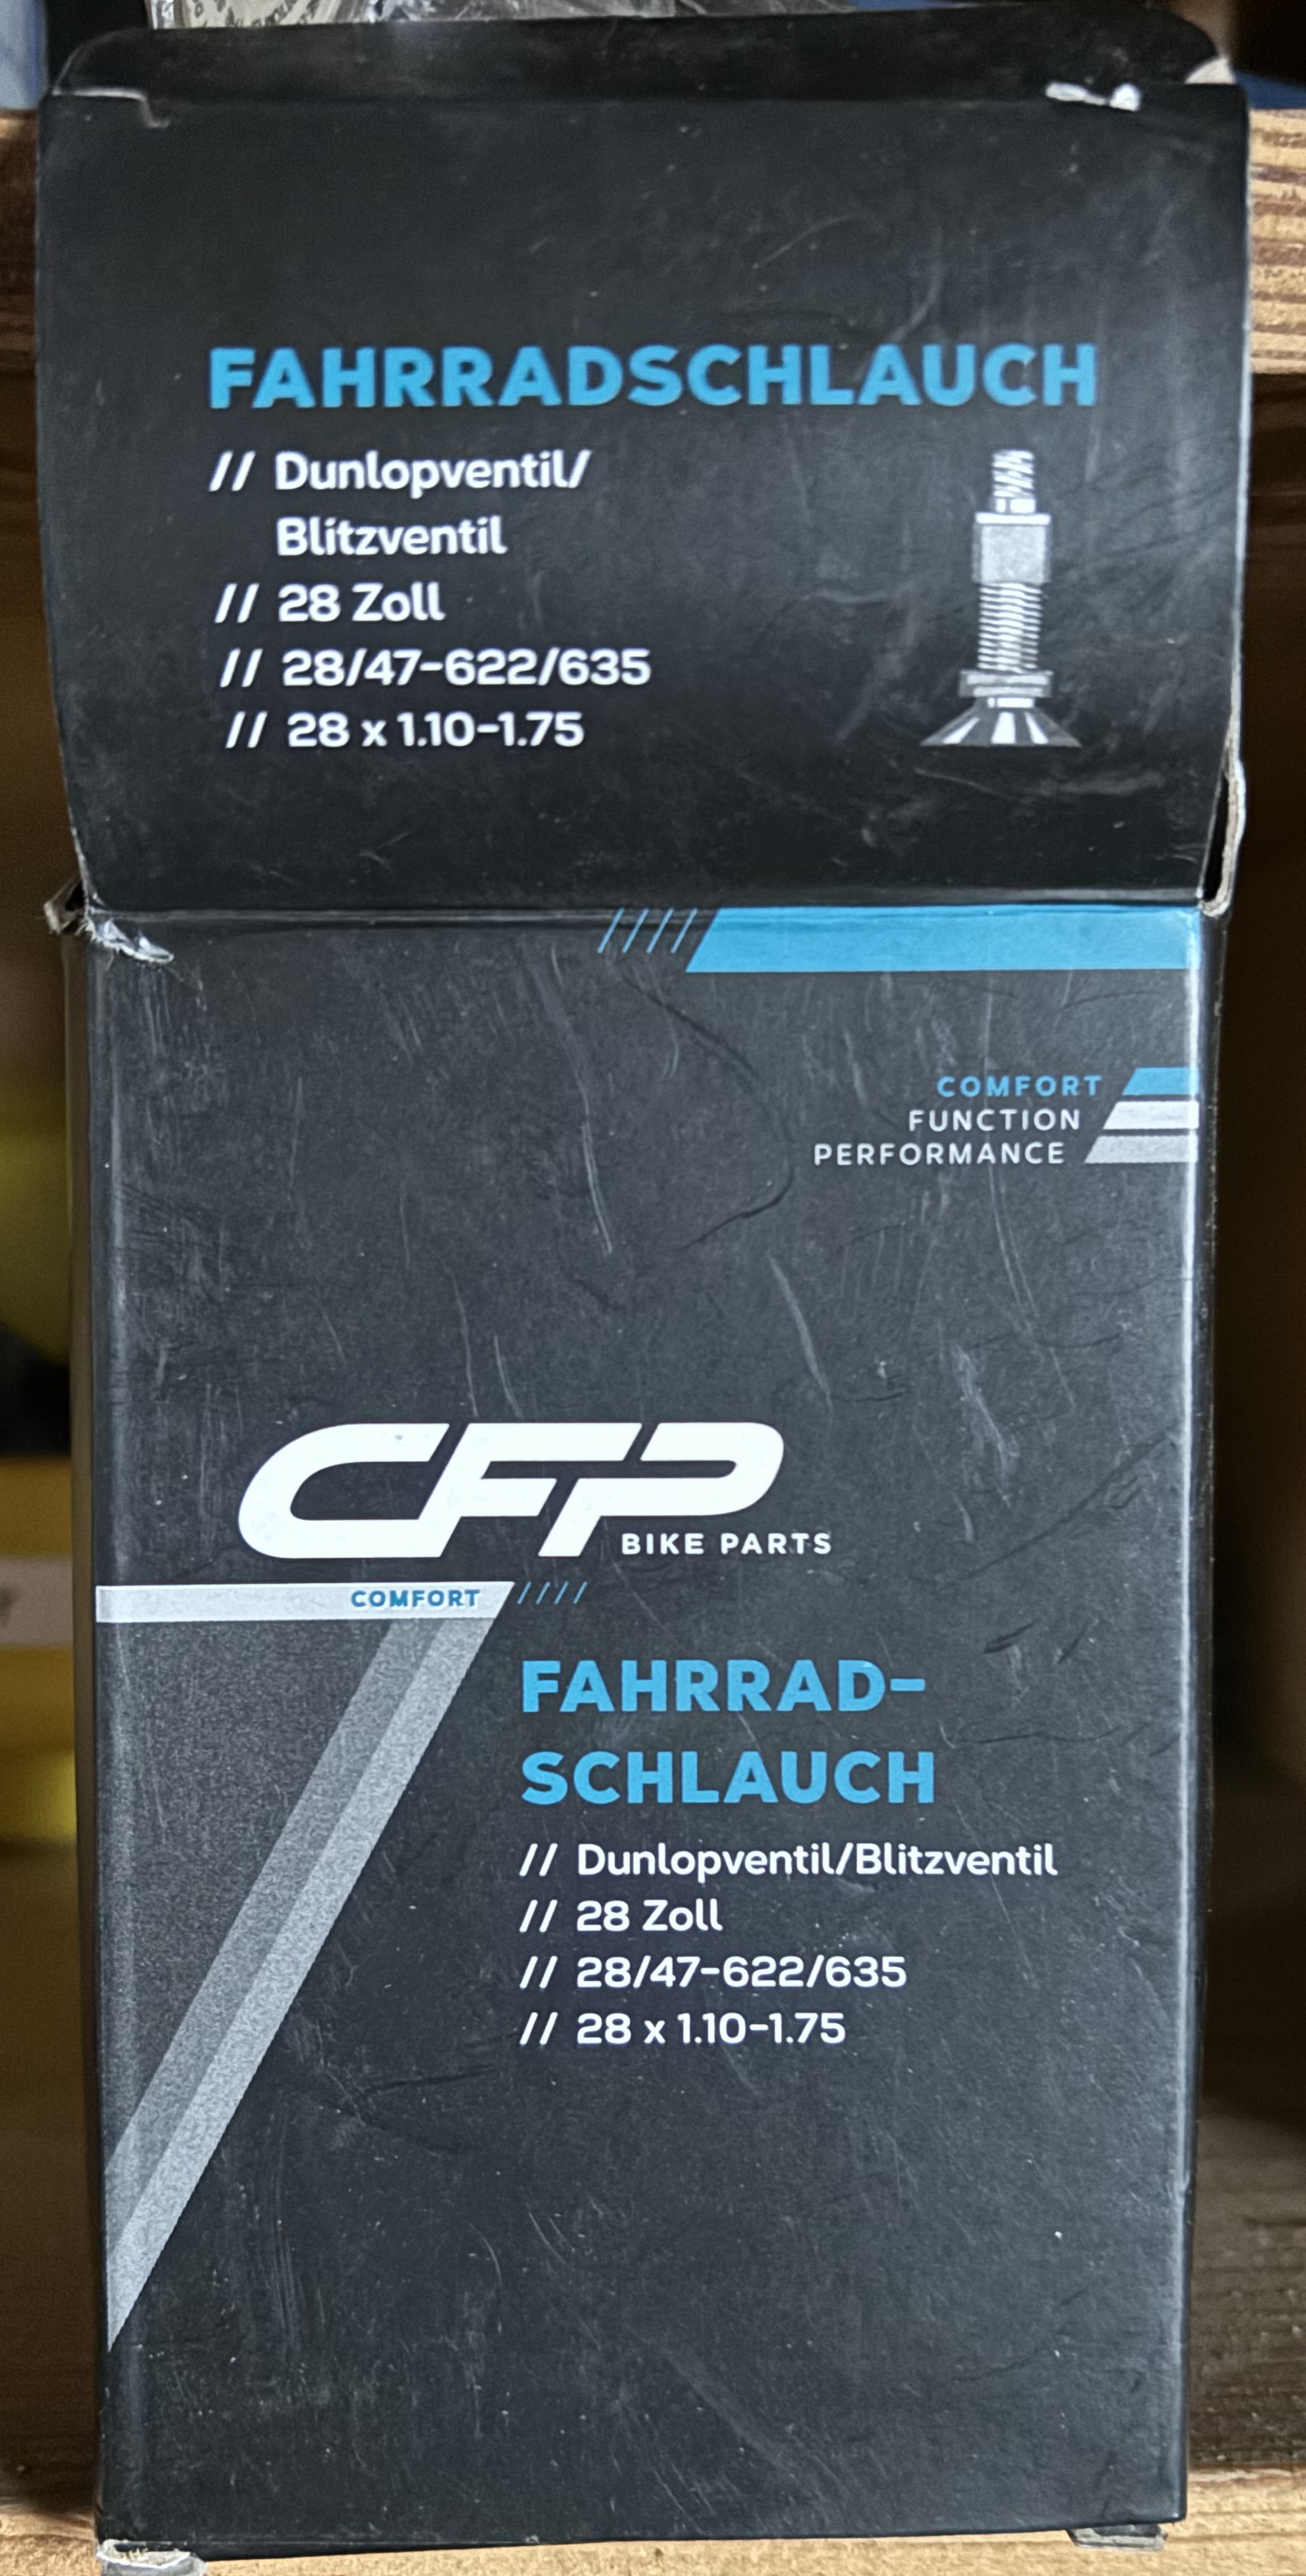 FAHRRADSCHLAUCH
// Dunlopventil/
Blitzventil
// 28 Zoll
// 28/47-622/635
// 28 x 1.10-1.75
COMFORT
FUNCTION
PERFORMANCE
CFP
BIKE PARTS
COMFORT ////
FAHRRAD-
SCHLAUCH
// Dunlopventil/Blitzventil
// 28 Zoll
// 28/47-622/635
// 28 x 1.10-1.75